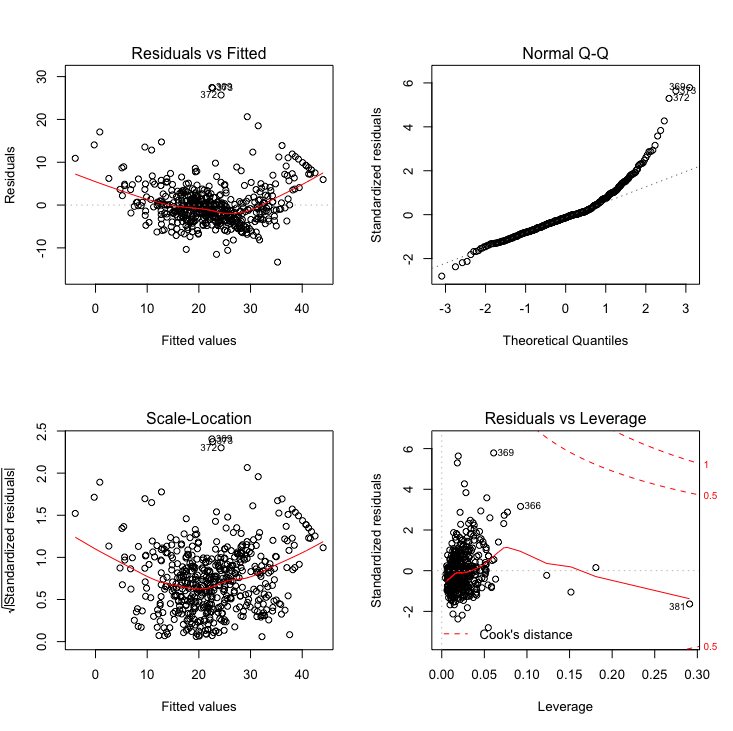 Residuals vs Fitted
Residuals
30
20
10
0
-10
369
373
372
0 10 20 30 40
Fitted values
Normal Q-Q
Standardized residuals
6
4
2
0
-2
369
373
372
-3 -2 -1 0 1 2 3
Theoretical Quantiles
Scale-Location
√|Standardized residuals|
2.5
2.0
1.5
1.0
0.5
0.0
369
373
372
0 10 20 30 40
Fitted values
Residuals vs Leverage
Standardized residuals
6
4
2
0
-2
369
366
381
1
0.5
0.5
Cook's distance
0.00 0.05 0.10 0.15 0.20 0.25 0.30
Leverage